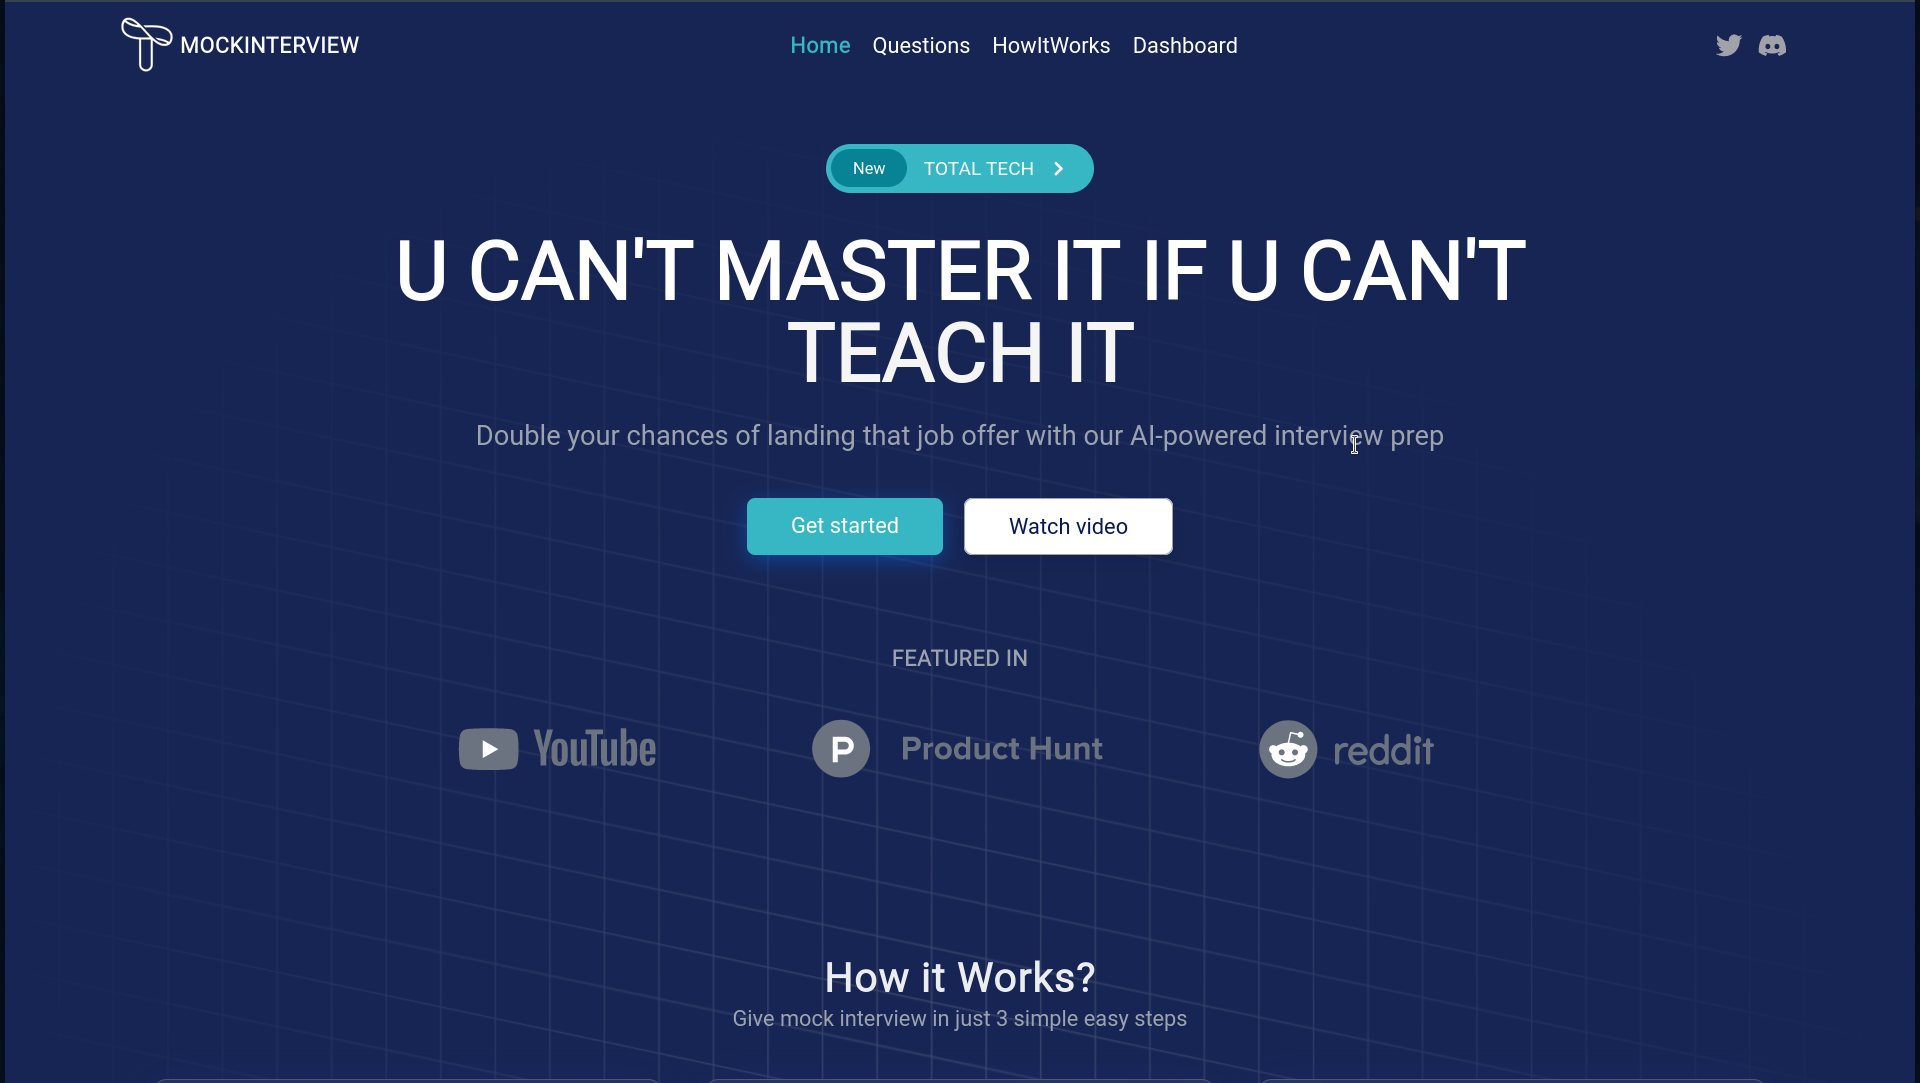 MOCKINTERVIEW
Home Questions HowItWorks Dashboard
New TOTAL TECH
U CAN'T MASTER IT IF U CAN'T
TEACH IT
Double your chances of landing that job offer with our AI-powered interview prep
Get started Watch video
FEATURED IN
YouTube P Product Hunt reddit
How it Works?
Give mock interview in just 3 simple easy steps